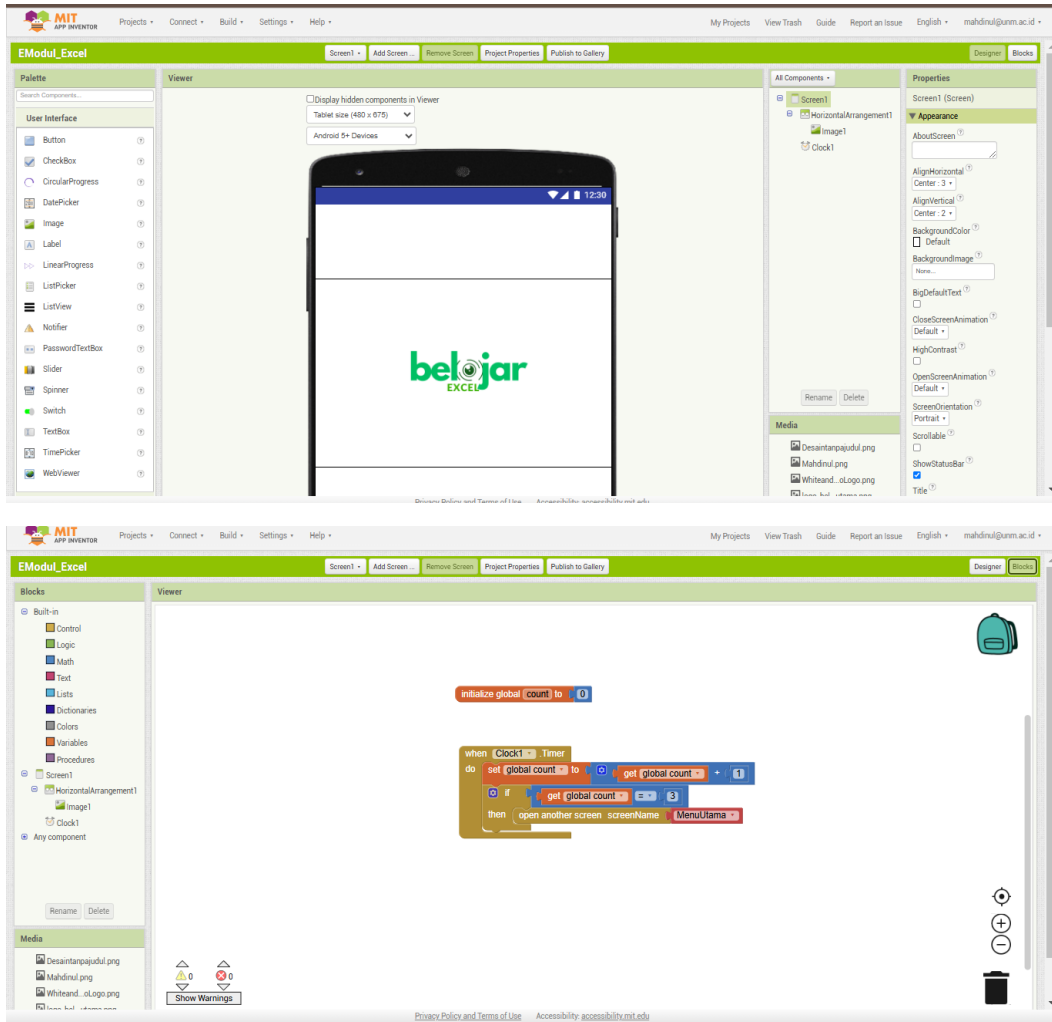 MIT
APP INVENTOR
Projects Connect Build Settings Help
My Projects View Trash Guide Report an Issue English mahdinul@unm.ac.id
EModul_Excel
Screen1 Add Screen ... Remove Screen Project Properties Publish to Gallery
Designer Blocks
Palette
Search Components...
User Interface
Button
CheckBox
CircularProgress
DatePicker
Image
Label
LinearProgress
ListPicker
ListView
Notifier
PasswordTextBox
Slider
Spinner
Switch
TextBox
TimePicker
WebViewer
Viewer
Display hidden components in Viewer
Tablet size (480 x 675)
Android 5+ Devices
12:30
belajar
EXCEL
All Components
Screen1
HorizontalArrangement1
Image1
Clock1
Rename Delete
Media
Desaintanpajudul.png
Mahdinul.png
Whiteand...oLogo.png
Properties
Screen1 (Screen)
Appearance
AboutScreen
AlignHorizontal
Center : 3
AlignVertical
Center : 2
BackgroundColor
Default
BackgroundImage
None...
BigDefaultText
CloseScreenAnimation
Default
HighContrast
OpenScreenAnimation
Default
ScreenOrientation
Portrait
Scrollable
ShowStatusBar
Title
Privacy Policy and Terms of Use Accessibility: accessibility.mit.edu
MIT
APP INVENTOR
Projects Connect Build Settings Help
My Projects View Trash Guide Report an Issue English mahdinul@unm.ac.id
EModul_Excel
Screen1 Add Screen ... Remove Screen Project Properties Publish to Gallery
Designer Blocks
Blocks
Built-in
Control
Logic
Math
Text
Lists
Dictionaries
Colors
Variables
Procedures
Screen1
HorizontalArrangement1
Image1
Clock1
Any component
Rename Delete
Media
Desaintanpajudul.png
Mahdinul.png
Whiteand...oLogo.png
Viewer
initialize global count to 0
when Clock1 .Timer
do set global count to get global count + 1
if get global count = 3
then open another screen screenName MenuUtama
0 0
Show Warnings
Privacy Policy and Terms of Use Accessibility: accessibility.mit.edu